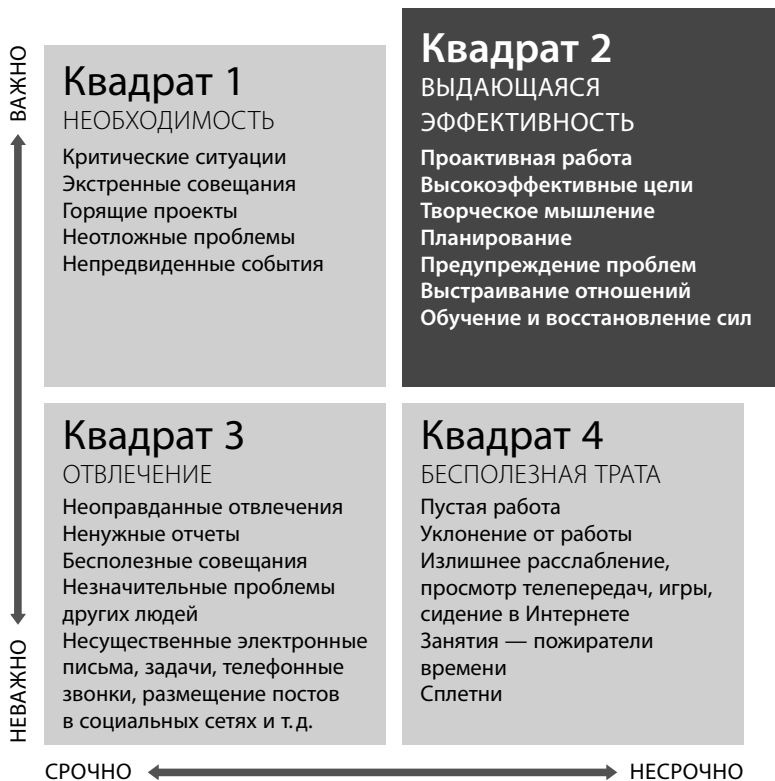 ВАЖНО
Квадрат 1
НЕОБХОДИМОСТЬ
Критические ситуации
Экстренные совещания
Горящие проекты
Неотложные проблемы
Непредвиденные события
Квадрат 2
ВЫДАЮЩАЯСЯ
ЭФФЕКТИВНОСТЬ
Проактивная работа
Высокоэффективные цели
Творческое мышление
Планирование
Предупреждение проблем
Выстраивание отношений
Обучение и восстановление сил
НЕВАЖНО
Квадрат 3
ОТВЛЕЧЕНИЕ
Неоправданные отвлечения
Ненужные отчеты
Бесполезные совещания
Незначительные проблемы
других людей
Несущественные электронные
письма, задачи, телефонные
звонки, размещение постов
в социальных сетях и т. д.
Квадрат 4
БЕСПОЛЕЗНАЯ ТРАТА
Пустая работа
Уклонение от работы
Излишнее расслабление,
просмотр телепередач, игры,
сидение в Интернете
Занятия — пожиратели
времени
Сплетни
СРОЧНО
НЕСРОЧНО